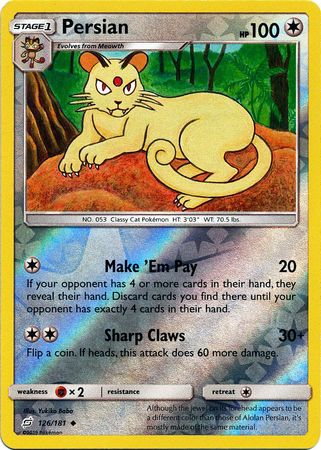 STAGE 1 Persian HP 100
Evolves from Meowth
NO. 053 Classy Cat Pokémon HT: 3'03" WT: 70.5 lbs.
Make 'Em Pay 20
If your opponent has 4 or more cards in their hand, they
reveal their hand. Discard cards you find there until your
opponent has exactly 4 cards in their hand.
Sharp Claws 30+
Flip a coin. If heads, this attack does 60 more damage.
weakness ×2 resistance retreat
Illus. Yukiko Baba
126/181
©2019 Pokémon
Although the jewel on its forehead appears to be
a different color than those of Alolan Persian, it's
mostly made of the same material.